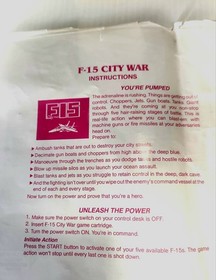 F-15 CITY WAR
INSTRUCTIONS
YOU'RE PUMPED
The adrenaline is rushing. Things are getting out of
control. Choppers, Jets, Gun boats, Tanks, Giant
robots. And they're coming at you
through five hair-raising stages of battle. This is
real-life action where you can blast with
machine guns or fire missiles at your adversaries
head on.
Prepare to:
F15
► Ambush tanks that are out to destroy your city streets.
► Decimate gun boats and choppers from high above the deep blue.
► Maneuver through the trenches as you dodge tanks and hostile robots.
► Blow up missile silos as you launch your ocean assault.
► Blast tanks and jets as you struggle to retain control in the deep, dark cave.
► And the fighting isn't over until you wipe out the enemy's command vessel at the
end of each and every stage.
Now turn on the power and prove that you're a hero.
UNLEASH THE POWER
1. Make sure the power switch on your control deck is OFF.
2. Insert F-15 City War game cartridge.
3. Turn the power switch ON. You're in command.
Initiate Action
Press the START button to activate one of your five available F-15s. The game
action won't stop until every last one is shot down.